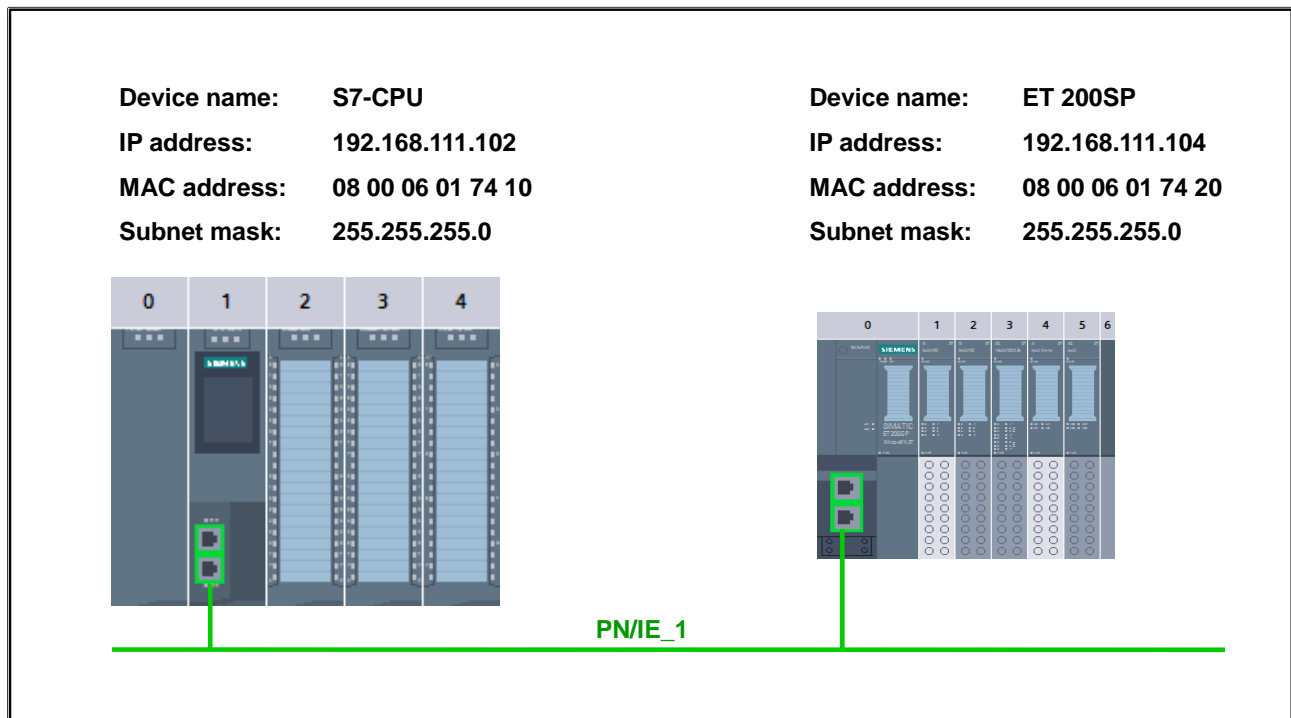 Device name: S7-CPU
IP address: 192.168.111.102
MAC address: 08 00 06 01 74 10
Subnet mask: 255.255.255.0
Device name: ET 200SP
IP address: 192.168.111.104
MAC address: 08 00 06 01 74 20
Subnet mask: 255.255.255.0
0 1 2 3 4
SIEMENS
0 1 2 3 4 5 6
SIEMENS
SIMATIC
ET 200SP
PN/IE_1